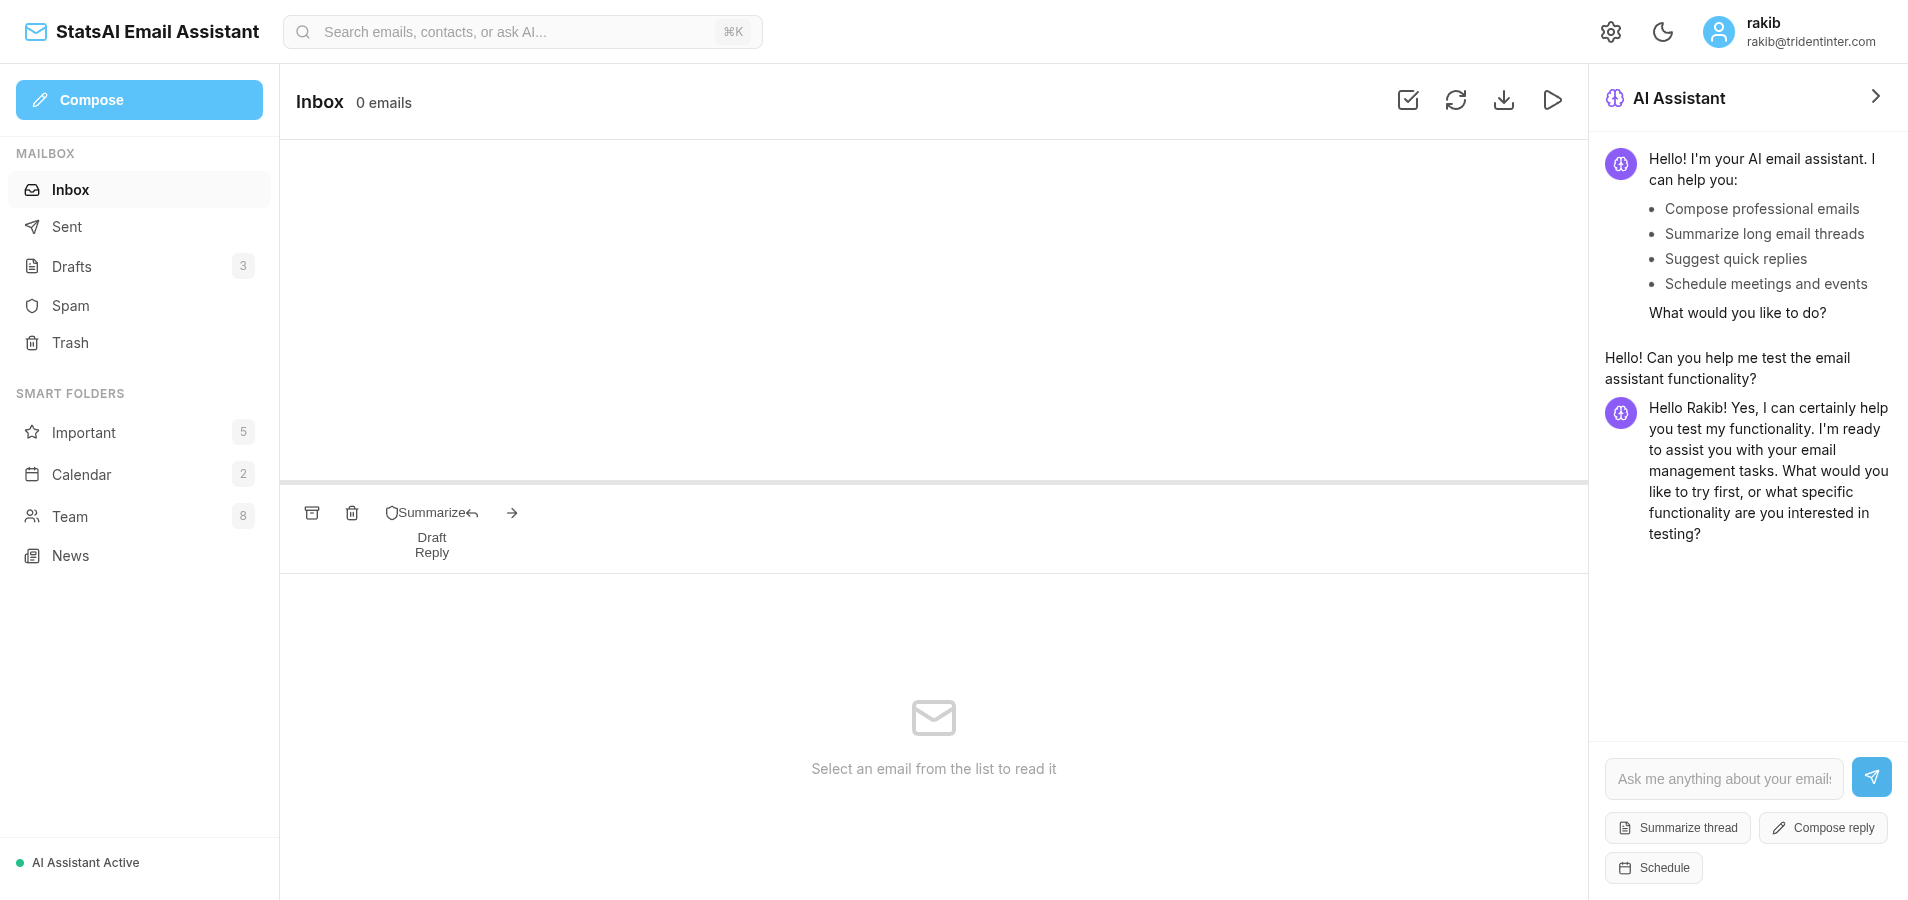 StatsAI Email Assistant
Search emails, contacts, or ask AI...
⌘K
rakib
rakib@tridentinter.com
Compose
MAILBOX
Inbox
Sent
Drafts
3
Spam
Trash
SMART FOLDERS
Important
5
Calendar
2
Team
8
News
AI Assistant Active
Inbox
0 emails
Summarize
Draft
Reply
Select an email from the list to read it
AI Assistant
Hello! I'm your AI email assistant. I
can help you:
• Compose professional emails
• Summarize long email threads
• Suggest quick replies
• Schedule meetings and events
What would you like to do?
Hello! Can you help me test the email
assistant functionality?
Hello Rakib! Yes, I can certainly help
you test my functionality. I'm ready
to assist you with your email
management tasks. What would you
like to try first, or what specific
functionality are you interested in
testing?
Ask me anything about your emails
Summarize thread
Compose reply
Schedule